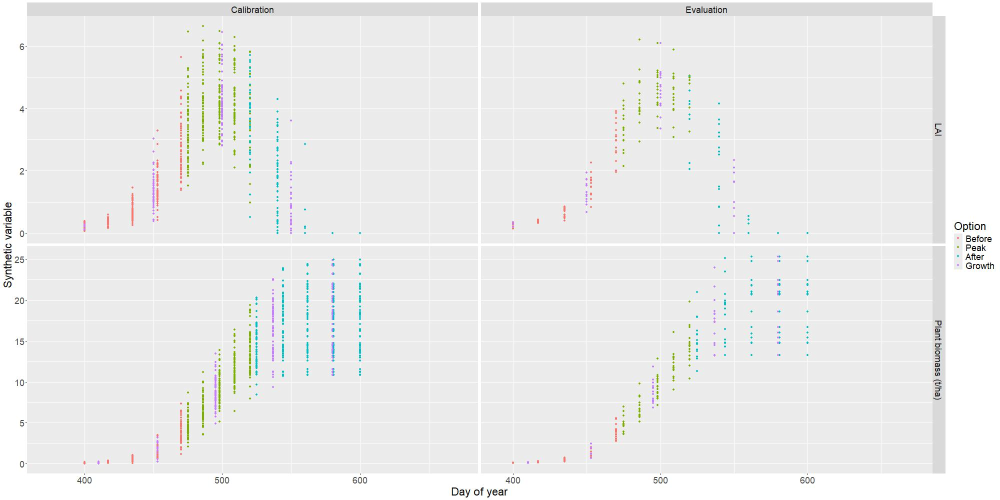 Calibration
Evaluation
Synthetic variable
6
4
2
0
LAI
25
20
15
10
5
0
Plant biomass (t/ha)
400
500
600
400
500
600
Day of year
Option
Before
Peak
After
Growth